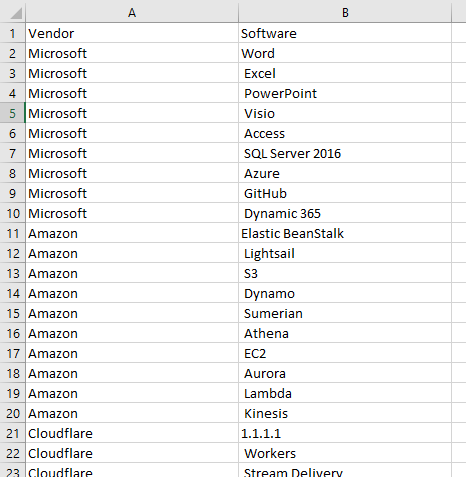 A B
1 Vendor Software
2 Microsoft Word
3 Microsoft Excel
4 Microsoft PowerPoint
5 Microsoft Visio
6 Microsoft Access
7 Microsoft SQL Server 2016
8 Microsoft Azure
9 Microsoft GitHub
10 Microsoft Dynamic 365
11 Amazon Elastic BeanStalk
12 Amazon Lightsail
13 Amazon S3
14 Amazon Dynamo
15 Amazon Sumerian
16 Amazon Athena
17 Amazon EC2
18 Amazon Aurora
19 Amazon Lambda
20 Amazon Kinesis
21 Cloudflare 1.1.1.1
22 Cloudflare Workers
23 Cloudflare Stream Delivery